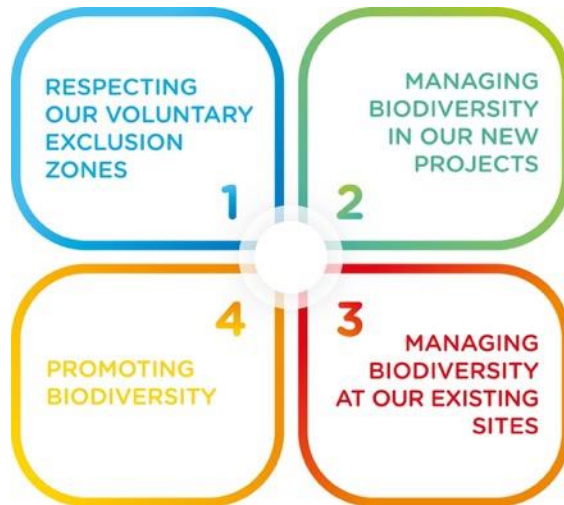 RESPECTING
OUR VOLUNTARY
EXCLUSION
ZONES
1
MANAGING
BIODIVERSITY
IN OUR NEW
PROJECTS
2
3
MANAGING
BIODIVERSITY
AT OUR EXISTING
SITES
4
PROMOTING
BIODIVERSITY